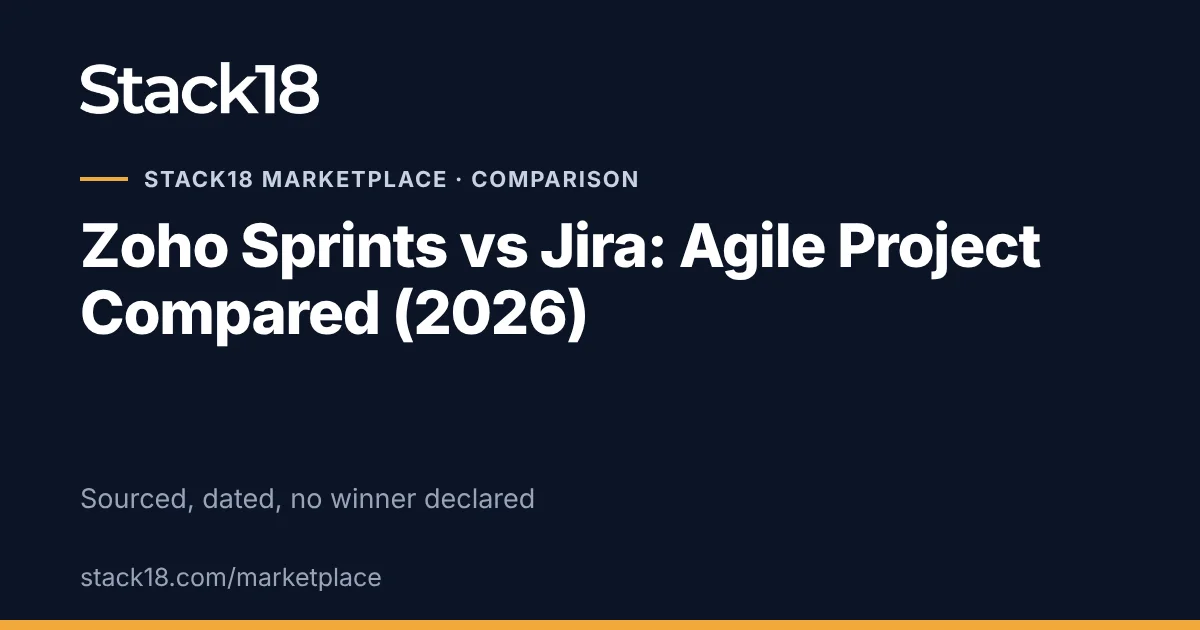 Stack18
STACK18 MARKETPLACE · COMPARISON
Zoho Sprints vs Jira: Agile Project
Compared (2026)
Sourced, dated, no winner declared
stack18.com/marketplace